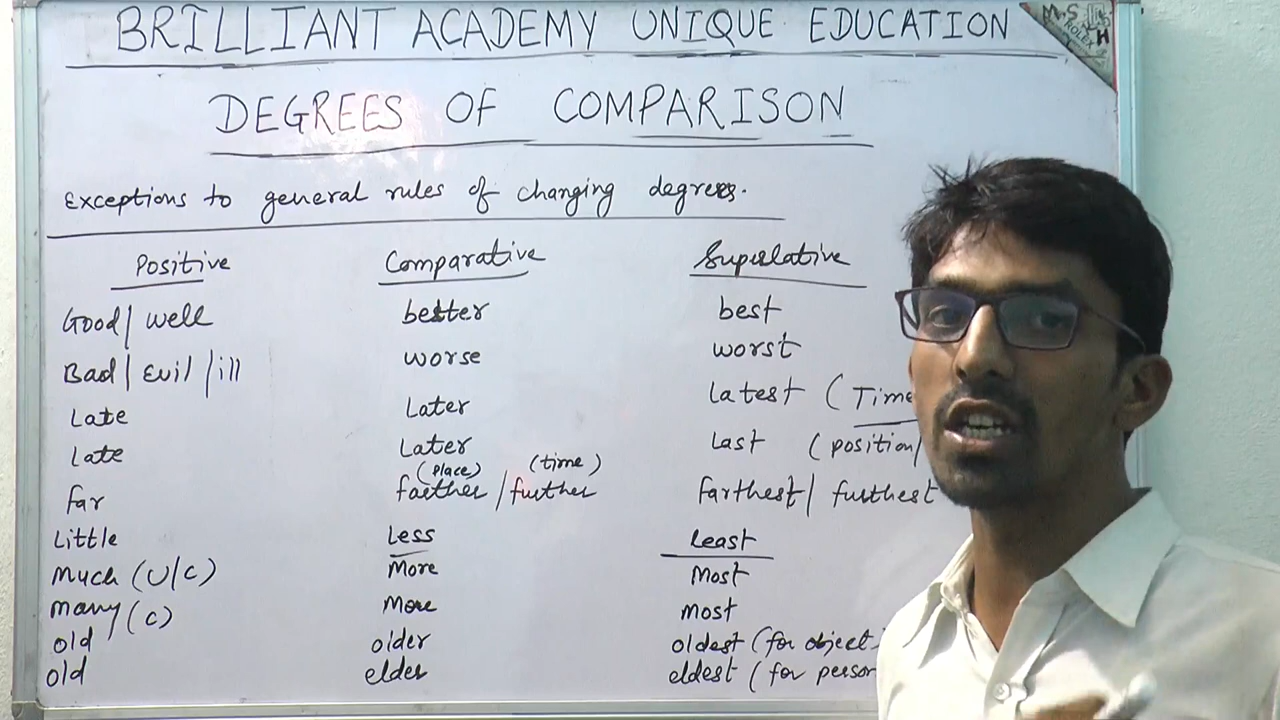 BRILLIANT ACADEMY UNIQUE EDUCATION
DEGREES OF COMPARISON
Exceptions to general rules of changing degrees.
Positive Comparative Superlative
Good/ well better best
Bad/ Evil/ill worse worst
Late Later Latest (Time
Late Later Last (position/
(place) (time)
far farther/further farthest/ furthest
Little Less Least
Much (U/C) More Most
Many (C) More most
old older oldest (for object
old elder eldest (for person